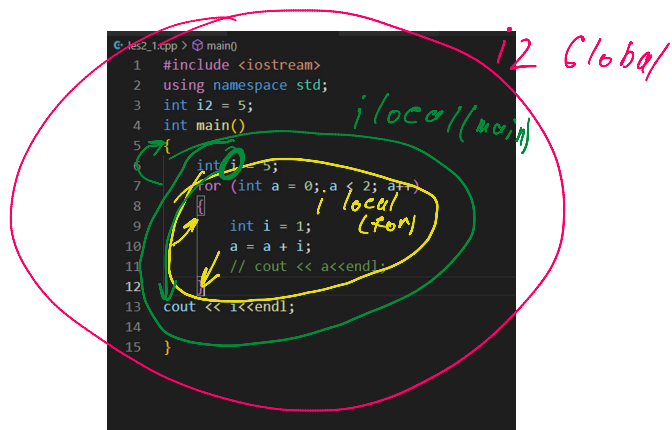 les2_1.cpp > main()
i2 Global
1 #include <iostream>
2 using namespace std;
3 int i2 = 5;
4 int main()
i local (main)
5 {
6 int i = 5;
7 for (int a = 0; a < 2; a++)
i local
(for)
8 {
9 int i = 1;
10 a = a + i;
11 // cout << a<<endl;
12 }
13 cout << i<<endl;
14
15 }